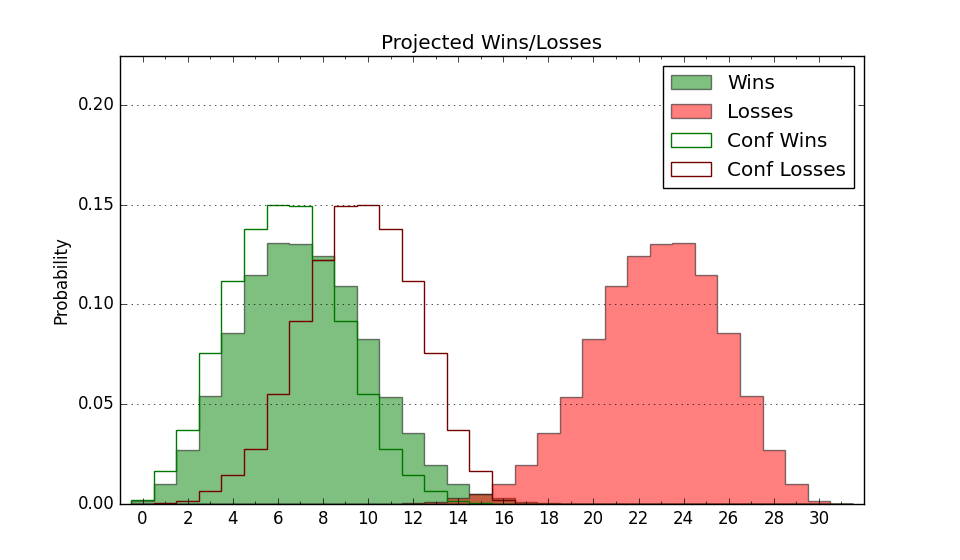 Projected Wins/Losses
Wins
Losses
Conf Wins
Conf Losses
Probability
0.20
0.15
0.10
0.05
0.00
0 2 4 6 8 10 12 14 16 18 20 22 24 26 28 30